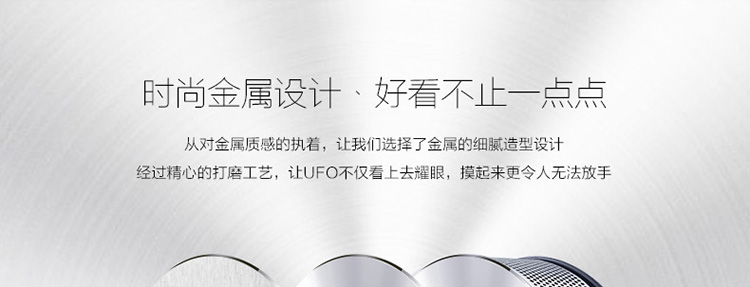 时尚金属设计、好看不止一点点
从对金属质感的执着，让我们选择了金属的细腻造型设计
经过精心的打磨工艺，让UFO不仅看上去耀眼，摸起来更令人无法放手